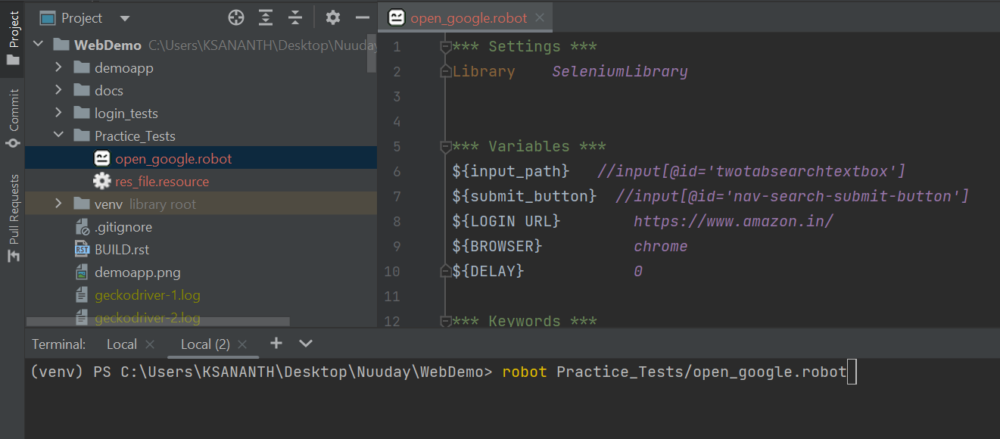 Project
open_google.robot
Project
Commit
Pull Requests
WebDemo C:\Users\KSANANTH\Desktop\Nuuday
demoapp
docs
login_tests
Practice_Tests
open_google.robot
res_file.resource
venv library root
.gitignore
RST BUILD.rst
demoapp.png
geckodriver-1.log
geckodriver-2.log
1 *** Settings ***
2 Library SeleniumLibrary
3
4
5 *** Variables ***
6 ${input_path} //input[@id='twotabsearchtextbox']
7 ${submit_button} //input[@id='nav-search-submit-button']
8 ${LOGIN URL} https://www.amazon.in/
9 ${BROWSER} chrome
10 ${DELAY} 0
11
12 *** Keywords ***
Terminal: Local Local (2)
(venv) PS C:\Users\KSANANTH\Desktop\Nuuday\WebDemo> robot Practice_Tests/open_google.robot